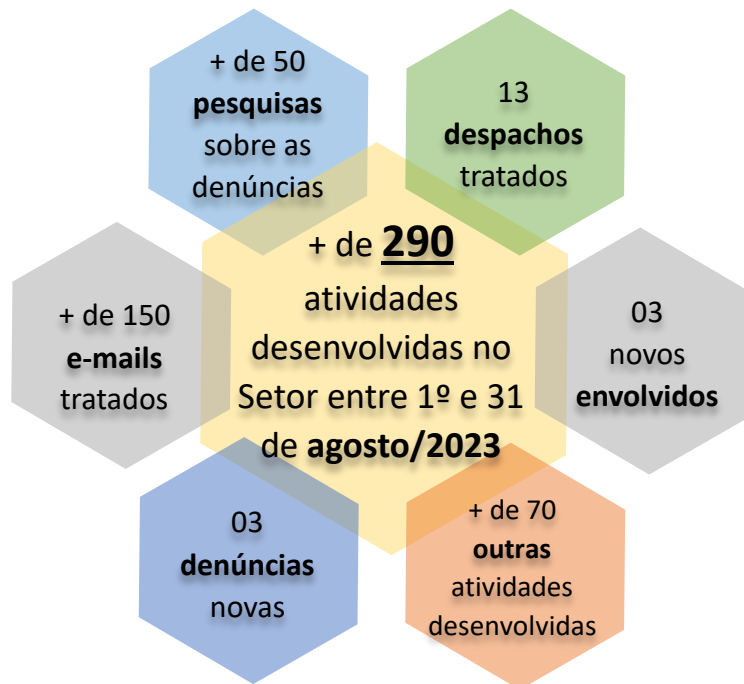 + de 50
pesquisas
sobre as
denúncias
13
despachos
tratados
+ de 290
atividades
desenvolvidas no
Setor entre 1º e 31
de agosto/2023
+ de 150
e-mails
tratados
03
novos
envolvidos
03
denúncias
novas
+ de 70
outras
atividades
desenvolvidas